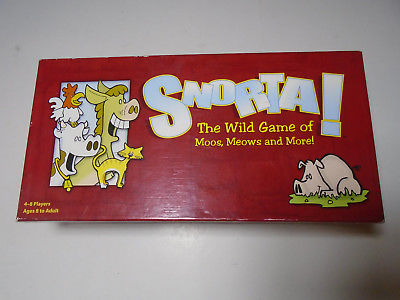 SNORTA!
The Wild Game of
Moos, Meows and More!
4-8 Players
Ages 8 to Adult